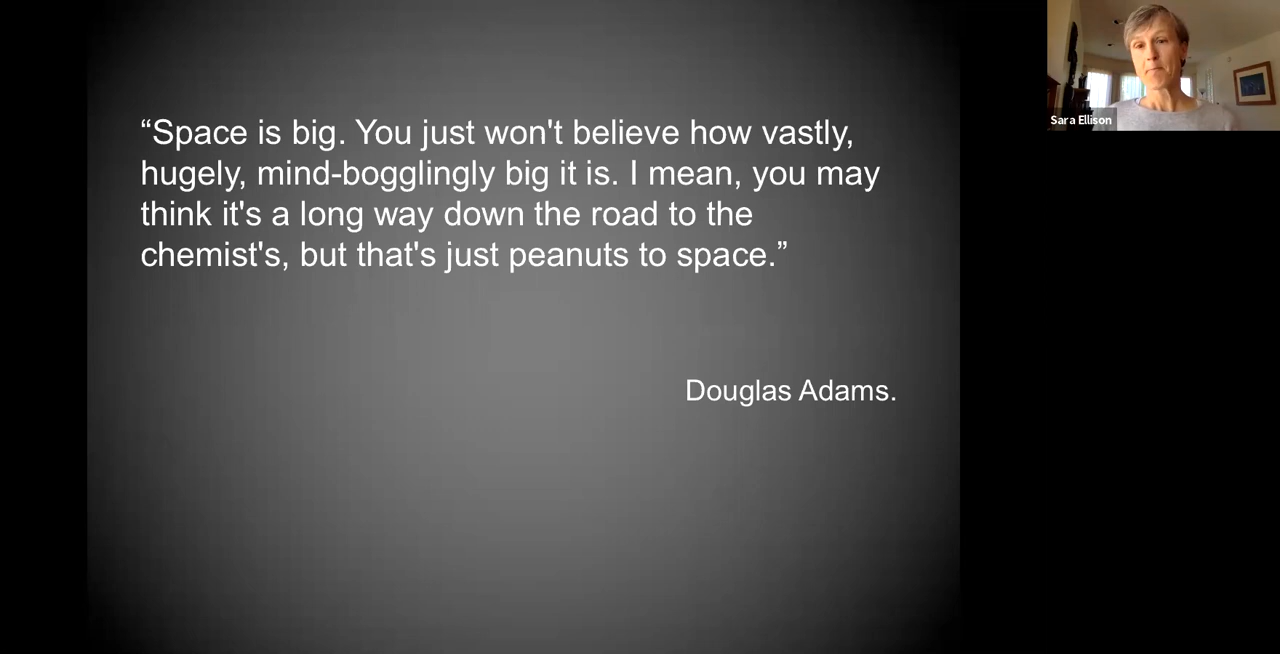 “Space is big. You just won't believe how vastly,
hugely, mind-bogglingly big it is. I mean, you may
think it's a long way down the road to the
chemist's, but that's just peanuts to space.”
Douglas Adams.
Sara Ellison